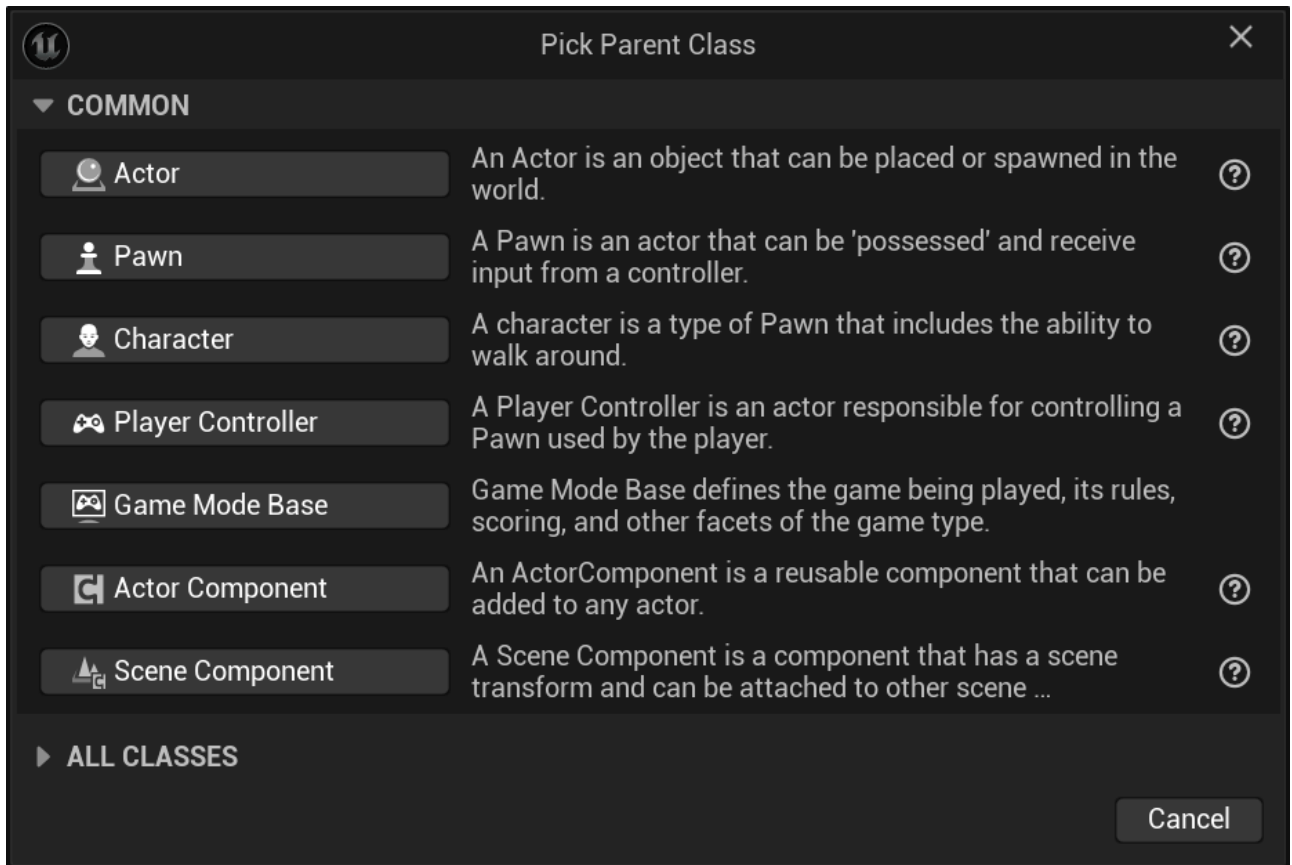 Pick Parent Class
COMMON
Actor
An Actor is an object that can be placed or spawned in the
world.
Pawn
A Pawn is an actor that can be 'possessed' and receive
input from a controller.
Character
A character is a type of Pawn that includes the ability to
walk around.
Player Controller
A Player Controller is an actor responsible for controlling a
Pawn used by the player.
Game Mode Base
Game Mode Base defines the game being played, its rules,
scoring, and other facets of the game type.
Actor Component
An ActorComponent is a reusable component that can be
added to any actor.
Scene Component
A Scene Component is a component that has a scene
transform and can be attached to other scene ...
ALL CLASSES
Cancel